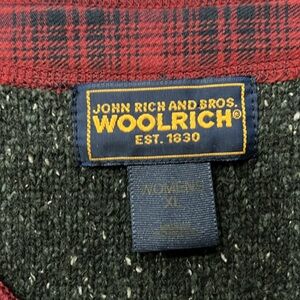 JOHN RICH AND BROS.
WOOLRICH®
EST. 1830
WOMENS
XL